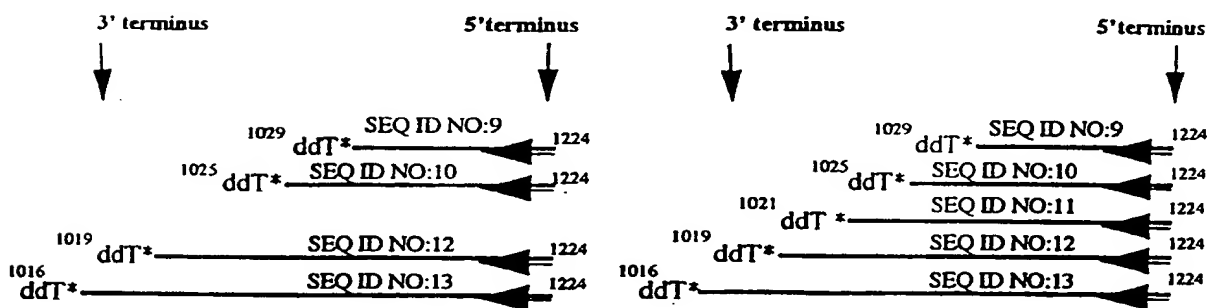 3' terminus 5'terminus
1029 ddT* SEQ ID NO:9 1224
1025 ddT* SEQ ID NO:10 1224
1019 ddT* SEQ ID NO:12 1224
1016 ddT* SEQ ID NO:13 1224
3' terminus 5'terminus
1029 ddT* SEQ ID NO:9 1224
1025 ddT* SEQ ID NO:10 1224
1021 ddT * SEQ ID NO:11 1224
1019 ddT* SEQ ID NO:12 1224
1016 ddT* SEQ ID NO:13 1224